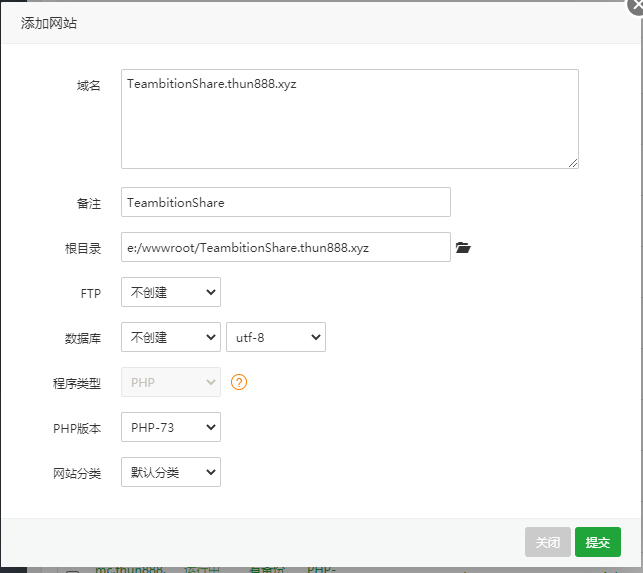 添加网站
域名
TeambitionShare.thun888.xyz
备注
TeambitionShare
根目录
e:/wwwroot/TeambitionShare.thun888.xyz
FTP
不创建
数据库
不创建
utf-8
程序类型
PHP
?
PHP版本
PHP-73
网站分类
默认分类
关闭
提交
mc.thun888.
运行中
有备份
PHP-